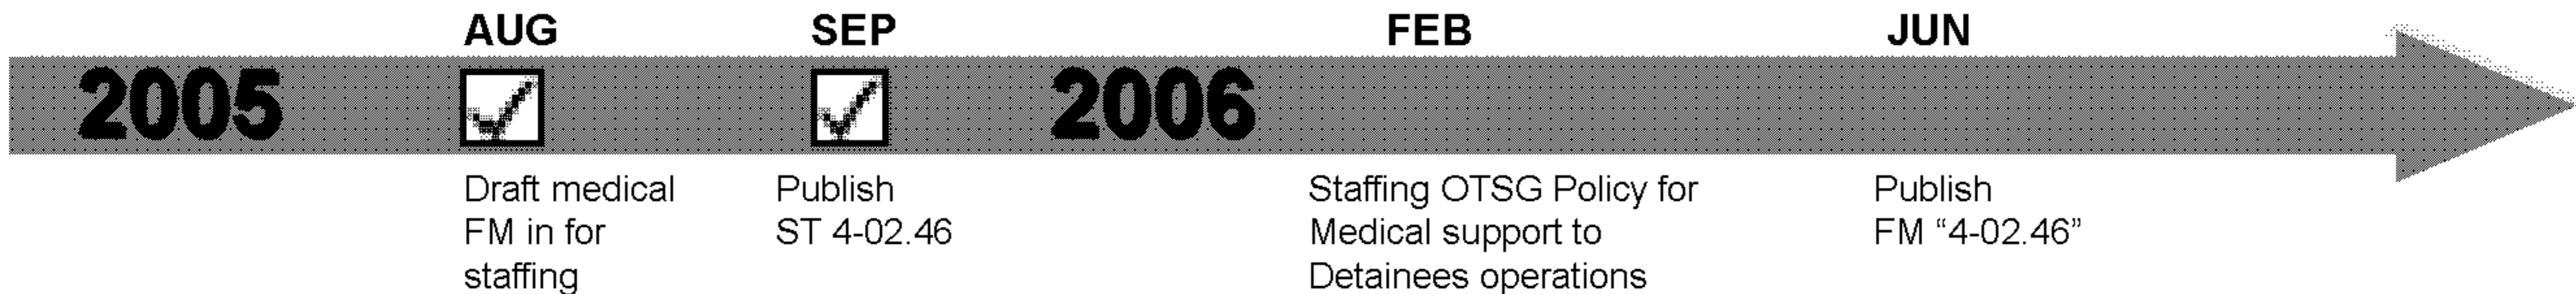 AUG SEP FEB JUN
2005 2006
Draft medical
FM in for
staffing
Publish
ST 4-02.46
Staffing OTSG Policy for
Medical support to
Detainees operations
Publish
FM “4-02.46”